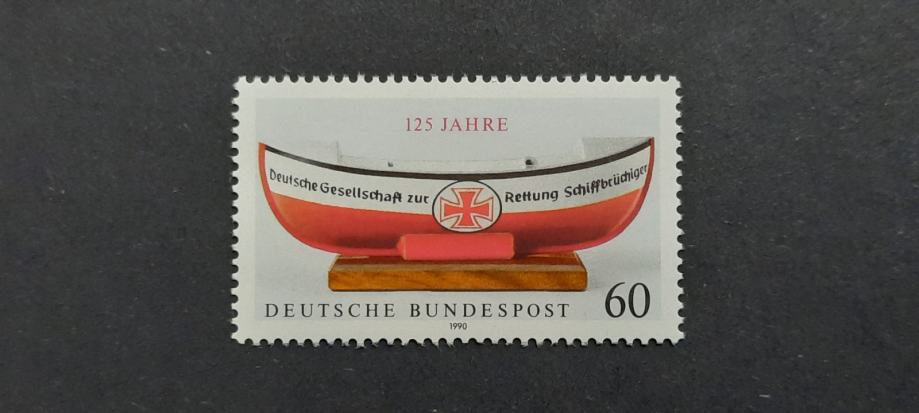 125 JAHRE
Deutsche Gesellschaft zur Rettung Schiffbrüchiger
DEUTSCHE BUNDESPOST 60
1990